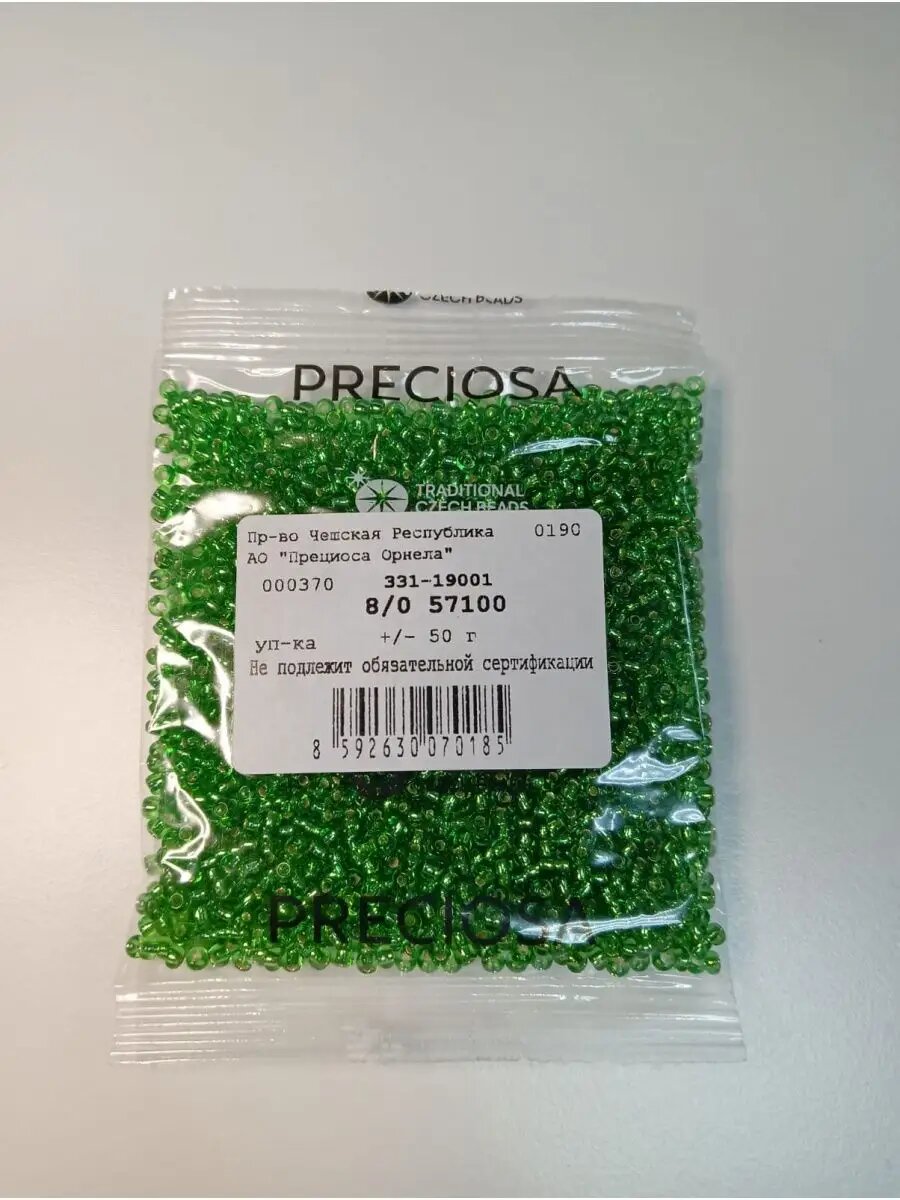 CZECH BEADS
PRECIOSA
TRADITIONAL
CZECH BEADS
Пр-во Чешская Республика 0190
АО "Прециоса Орнела"
000370 331-19001
8/0 57100
уп-ка +/- 50 г
Не подлежит обязательной сертификации
8 592630 070185
PRECIOSA